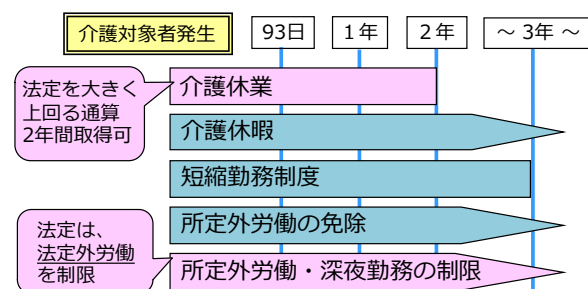 介護対象者発生 93日 1年 2年 ～ 3年 ～
法定を大きく
上回る通算
2年間取得可
介護休業
介護休暇
短縮勤務制度
所定外労働の免除
法定は、
法定外労働
を制限
所定外労働・深夜勤務の制限